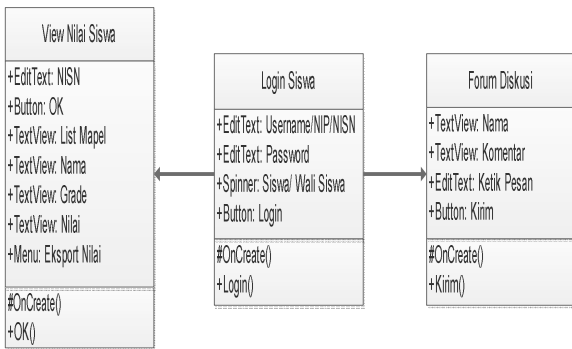 View Nilai Siswa
+EditText: NISN
+Button: OK
+TextView: List Mapel
+TextView: Nama
+TextView: Grade
+TextView: Nilai
+Menu: Eksport Nilai
#OnCreate()
+OK()
Login Siswa
+EditText: Username/NIP/NISN
+EditText: Password
+Spinner: Siswa/ Wali Siswa
+Button: Login
#OnCreate()
+Login()
Forum Diskusi
+TextView: Nama
+TextView: Komentar
+EditText: Ketik Pesan
+Button: Kirim
#OnCreate()
+Kirim()